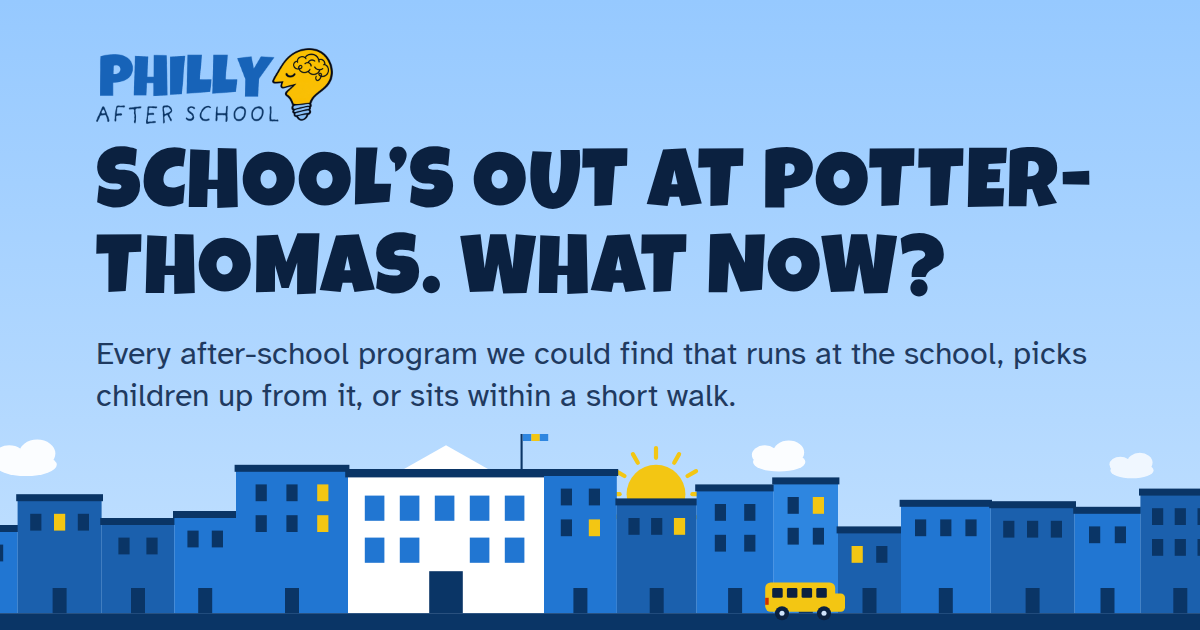 PHILLY
AFTER SCHOOL
SCHOOL’S OUT AT POTTER-
THOMAS. WHAT NOW?
Every after-school program we could find that runs at the school, picks
children up from it, or sits within a short walk.